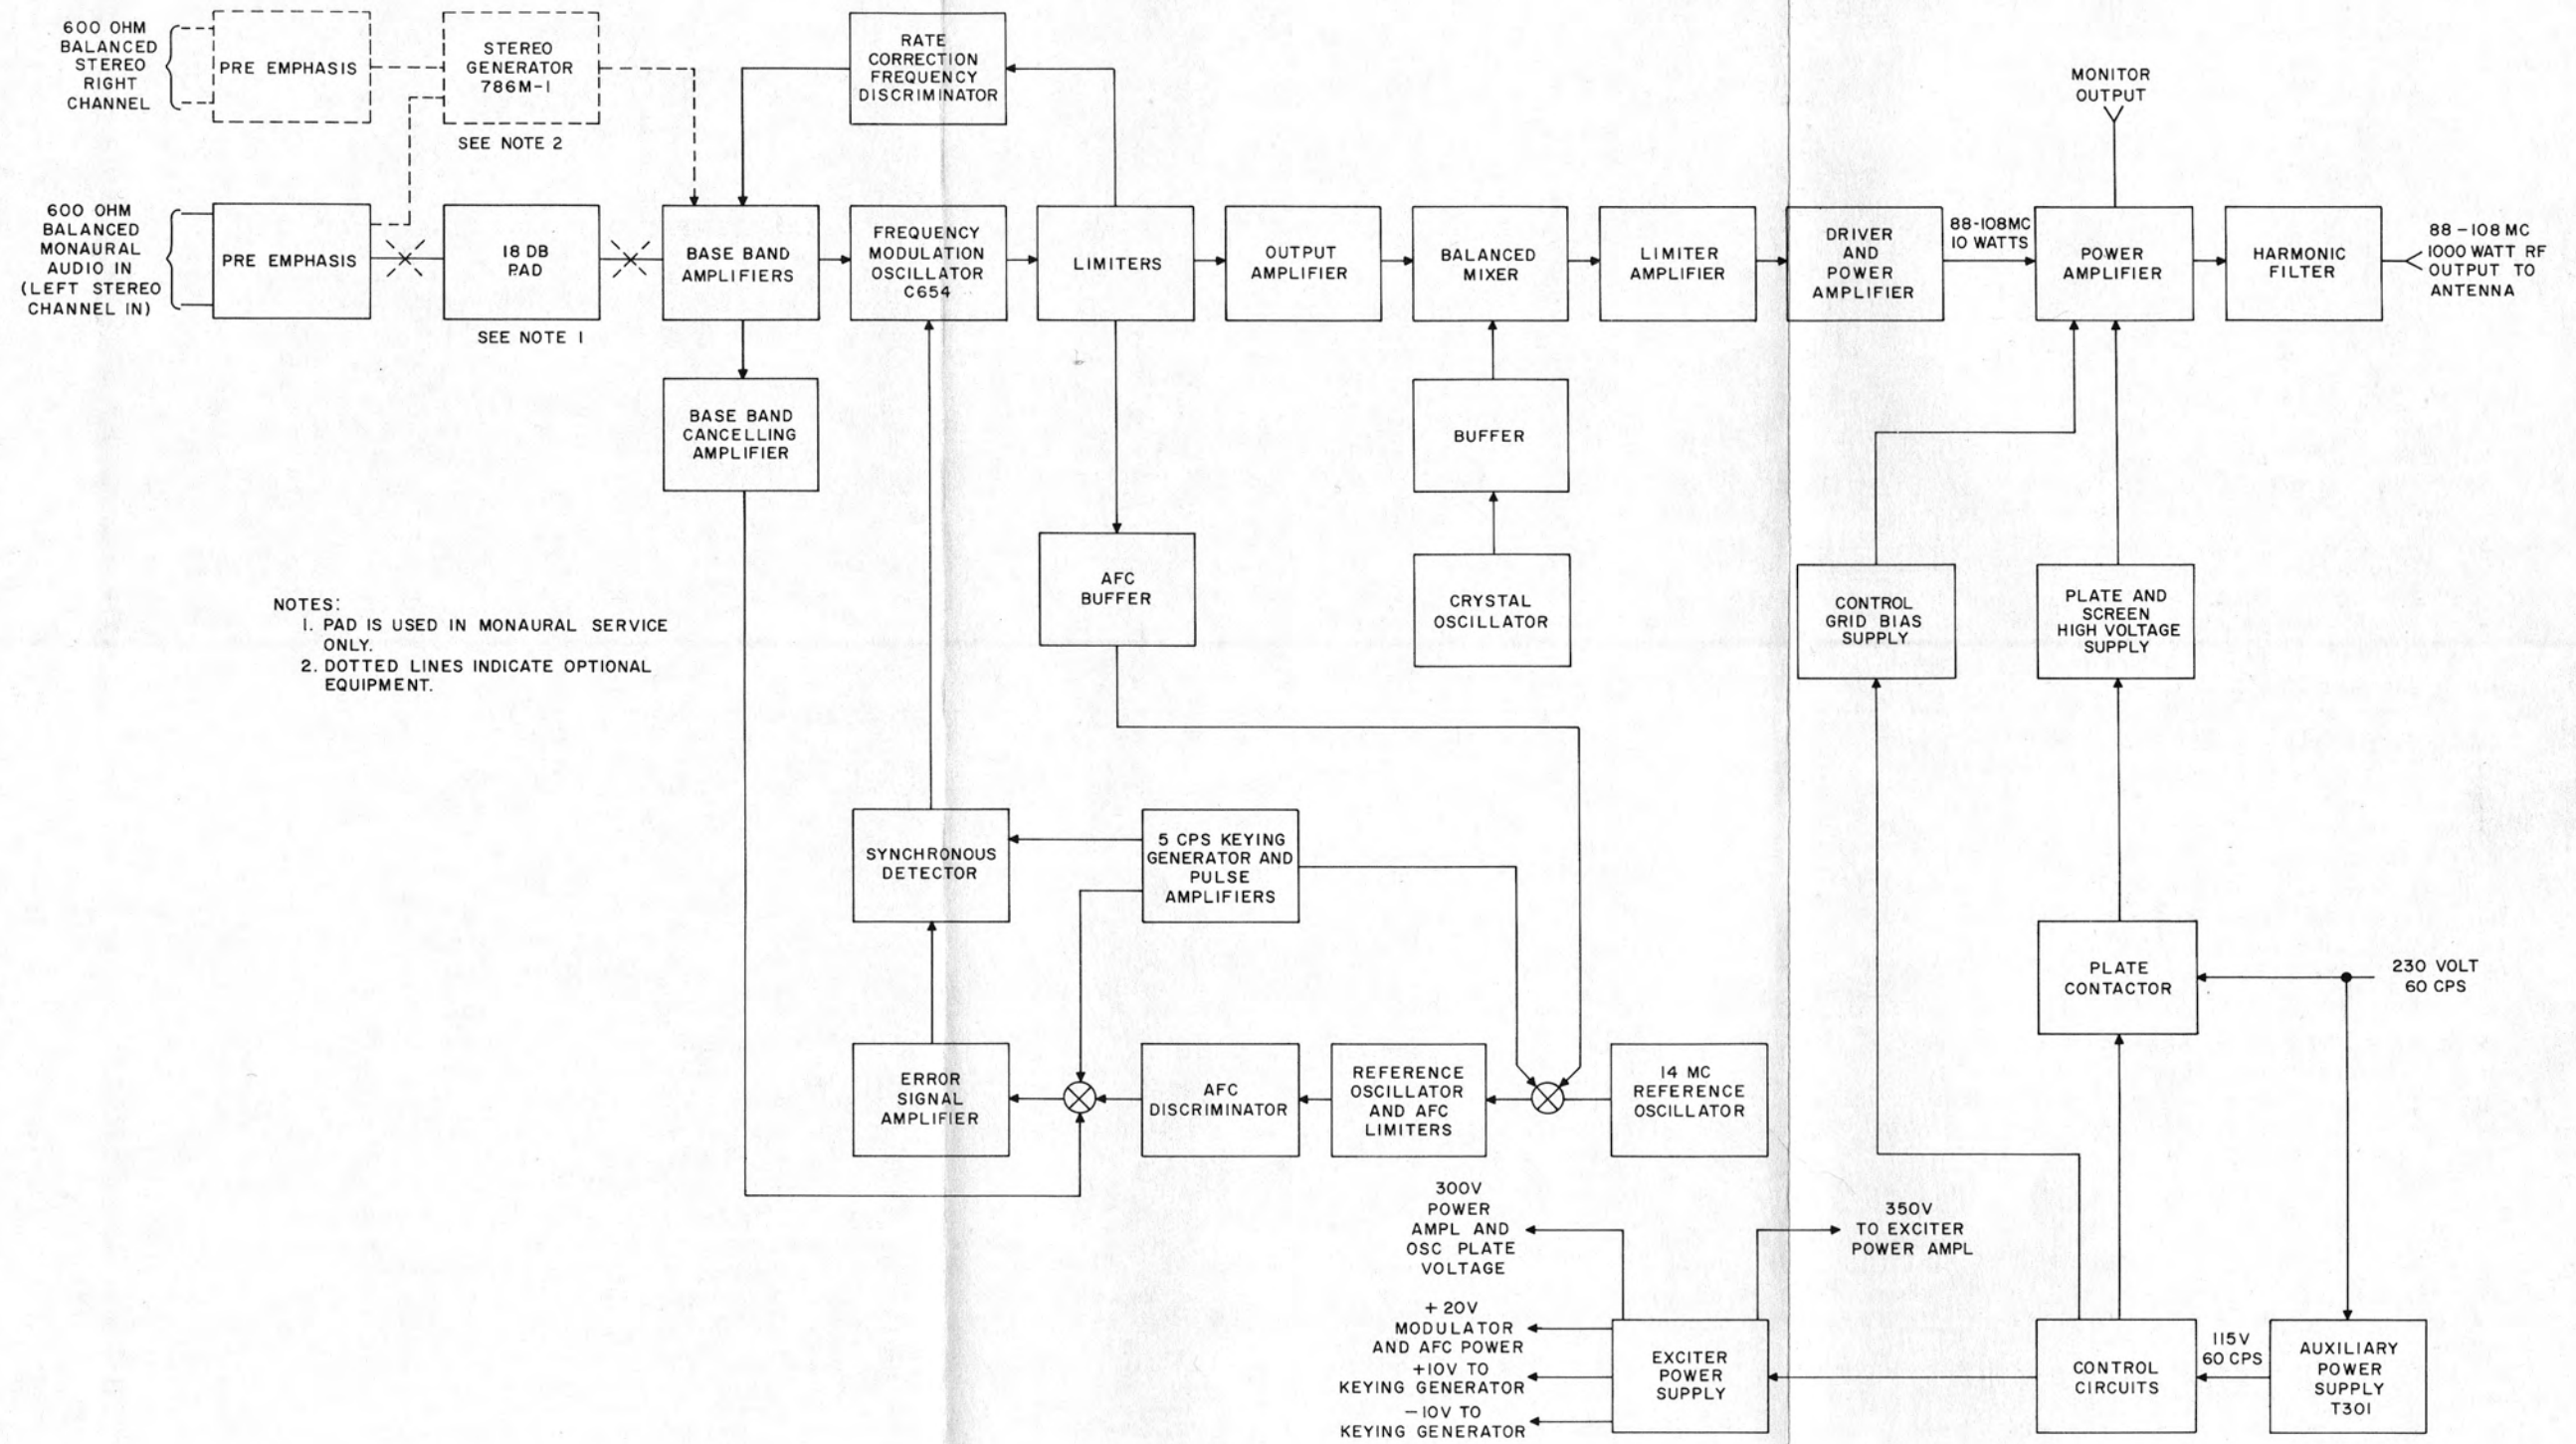 600 OHM
BALANCED
STEREO
RIGHT
CHANNEL
PRE EMPHASIS
STEREO
GENERATOR
786M-1
SEE NOTE 2
RATE
CORRECTION
FREQUENCY
DISCRIMINATOR
MONITOR
OUTPUT
600 OHM
BALANCED
MONAURAL
AUDIO IN
(LEFT STEREO
CHANNEL IN)
PRE EMPHASIS
18 DB
PAD
SEE NOTE 1
BASE BAND
AMPLIFIERS
FREQUENCY
MODULATION
OSCILLATOR
C654
LIMITERS
OUTPUT
AMPLIFIER
BALANCED
MIXER
LIMITER
AMPLIFIER
DRIVER
AND
POWER
AMPLIFIER
88-108MC
10 WATTS
POWER
AMPLIFIER
HARMONIC
FILTER
88-108 MC
1000 WATT RF
OUTPUT TO
ANTENNA
BASE BAND
CANCELLING
AMPLIFIER
BUFFER
AFC
BUFFER
CRYSTAL
OSCILLATOR
CONTROL
GRID BIAS
SUPPLY
PLATE AND
SCREEN
HIGH VOLTAGE
SUPPLY
NOTES:
1. PAD IS USED IN MONAURAL SERVICE
ONLY.
2. DOTTED LINES INDICATE OPTIONAL
EQUIPMENT.
SYNCHRONOUS
DETECTOR
5 CPS KEYING
GENERATOR AND
PULSE
AMPLIFIERS
PLATE
CONTACTOR
230 VOLT
60 CPS
ERROR
SIGNAL
AMPLIFIER
AFC
DISCRIMINATOR
REFERENCE
OSCILLATOR
AND AFC
LIMITERS
14 MC
REFERENCE
OSCILLATOR
300V
POWER
AMPL AND
OSC PLATE
VOLTAGE
350V
TO EXCITER
POWER AMPL
+20V
MODULATOR
AND AFC POWER
+10V TO
KEYING GENERATOR
-10V TO
KEYING GENERATOR
EXCITER
POWER
SUPPLY
CONTROL
CIRCUITS
115V
60 CPS
AUXILIARY
POWER
SUPPLY
T301